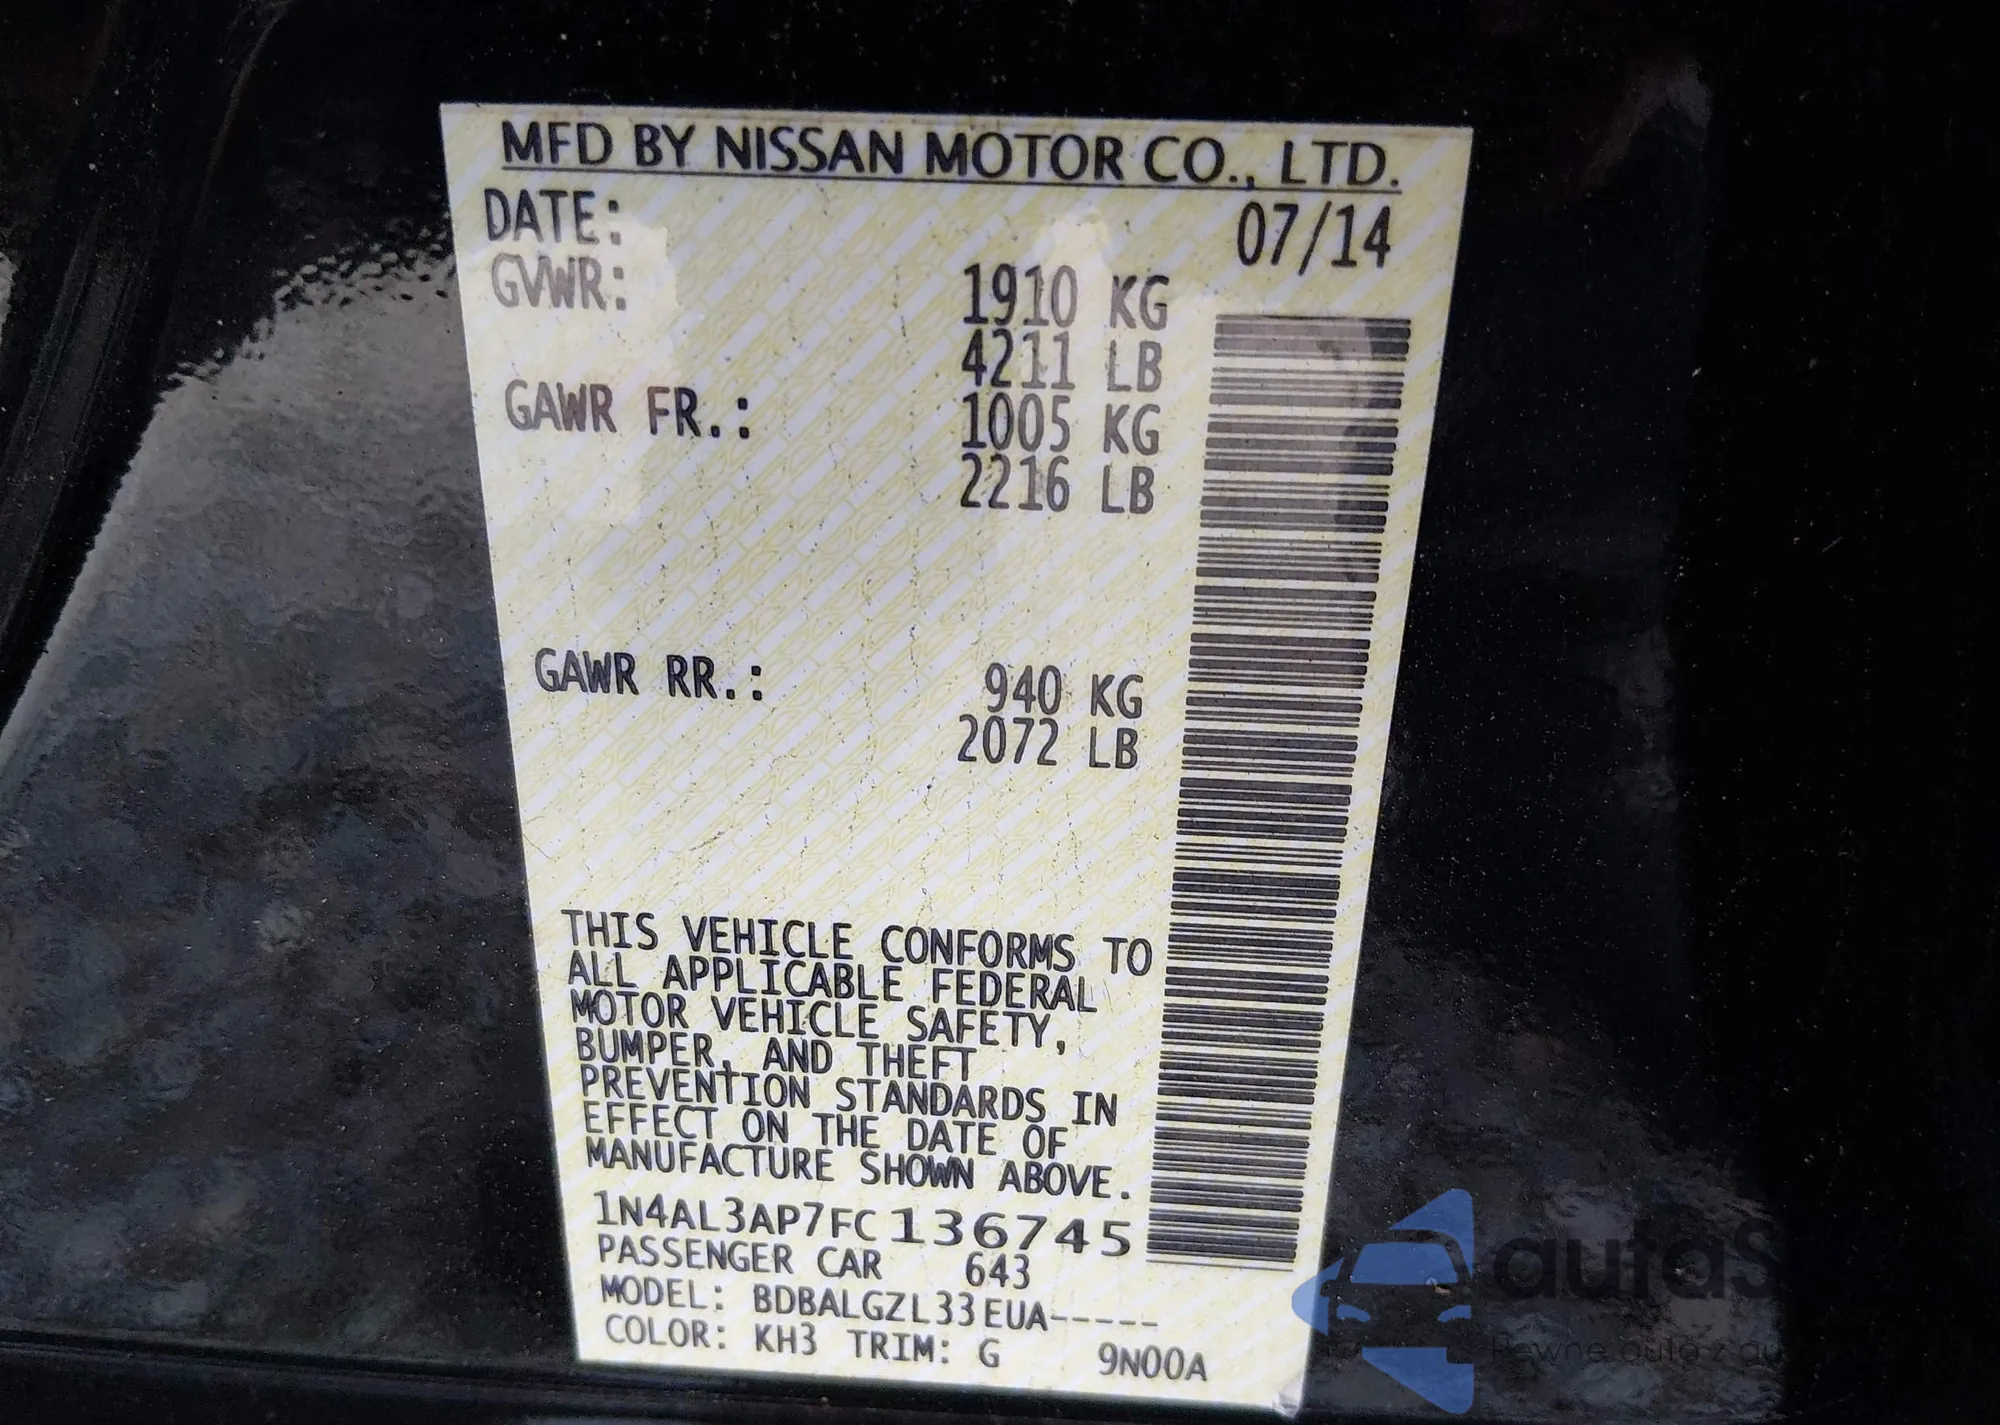 MFD BY NISSAN MOTOR CO., LTD.
DATE: 07/14
GVWR: 1910 KG
4211 LB
GAWR FR.: 1005 KG
2216 LB
GAWR RR.: 940 KG
2072 LB
THIS VEHICLE CONFORMS TO
ALL APPLICABLE FEDERAL
MOTOR VEHICLE SAFETY,
BUMPER, AND THEFT
PREVENTION STANDARDS IN
EFFECT ON THE DATE OF
MANUFACTURE SHOWN ABOVE.
1N4AL3AP7FC136745
PASSENGER CAR 643
MODEL: BDBALGZL33EUA-----
COLOR: KH3 TRIM: G 9N00A